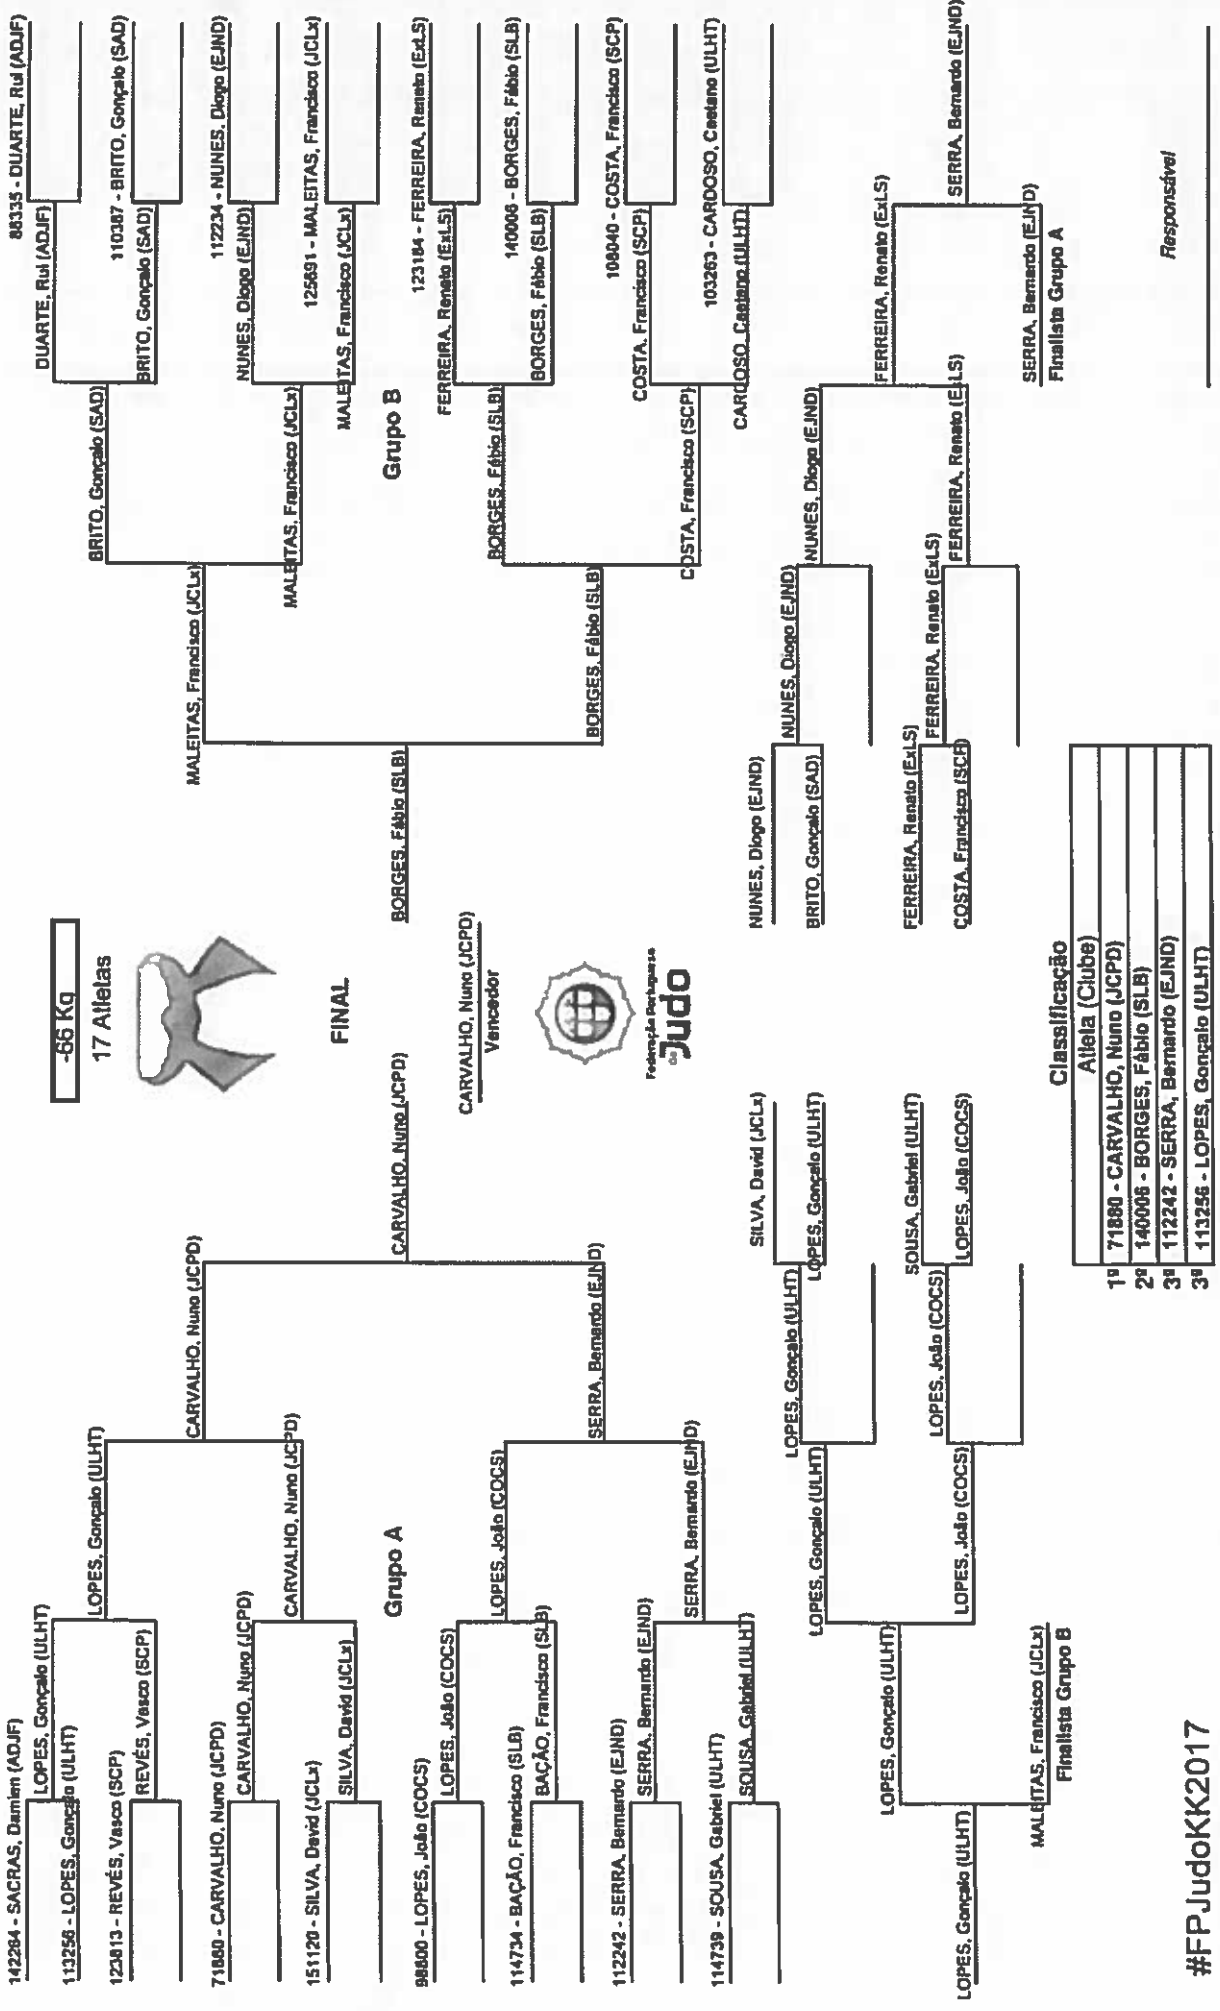 -66 Kg
17 Atletas
142264 - SACRAS, Damien (ADJF)
LOPES, Gonçalo (ULHT)
113256 - LOPES, Gonçalo (ULHT)
LOPES, Gonçalo (ULHT)
123813 - REVÉS, Vasco (SCP)
REVÉS, Vasco (SCP)
CARVALHO, Nuno (JCPD)
71880 - CARVALHO, Nuno (JCPD)
CARVALHO, Nuno (JCPD)
CARVALHO, Nuno (JCPD)
151120 - SILVA, David (JCLx)
SILVA, David (JCLx)
Grupo A
CARVALHO, Nuno (JCPD)
98800 - LOPES, João (COCS)
LOPES, João (COCS)
LOPES, João (COCS)
114734 - BAÇÃO, Francisco (SLB)
BAÇÃO, Francisco (SLB)
SERRA, Bernardo (EJND)
112242 - SERRA, Bernardo (EJND)
SERRA, Bernardo (EJND)
SERRA, Bernardo (EJND)
114739 - SOUSA, Gabriel (ULHT)
SOUSA, Gabriel (ULHT)
FINAL
CARVALHO, Nuno (JCPD)
Vencedor
Federação Portuguesa
de Judo
88335 - DUARTE, Rui (ADJF)
DUARTE, Rui (ADJF)
BRITO, Gonçalo (SAD)
110387 - BRITO, Gonçalo (SAD)
BRITO, Gonçalo (SAD)
MALEITAS, Francisco (JCLx)
112234 - NUNES, Diogo (EJND)
NUNES, Diogo (EJND)
MALEITAS, Francisco (JCLx)
125691 - MALEITAS, Francisco (JCLx)
MALEITAS, Francisco (JCLx)
Grupo B
BORGES, Fábio (SLB)
123184 - FERREIRA, Renato (ExLS)
FERREIRA, Renato (ExLS)
BORGES, Fábio (SLB)
140006 - BORGES, Fábio (SLB)
BORGES, Fábio (SLB)
BORGES, Fábio (SLB)
108040 - COSTA, Francisco (SCP)
COSTA, Francisco (SCP)
COSTA, Francisco (SCP)
103263 - CARDOSO, Caetano (ULHT)
CARDOSO, Caetano (ULHT)
SILVA, David (JCLx)
LOPES, Gonçalo (ULHT)
LOPES, Gonçalo (ULHT)
LOPES, Gonçalo (ULHT)
SOUSA, Gabriel (ULHT)
LOPES, João (COCS)
LOPES, João (COCS)
LOPES, João (COCS)
LOPES, Gonçalo (ULHT)
LOPES, Gonçalo (ULHT)
MALEITAS, Francisco (JCLx)
Finalista Grupo B
NUNES, Diogo (EJND)
BRITO, Gonçalo (SAD)
NUNES, Diogo (EJND)
NUNES, Diogo (EJND)
FERREIRA, Renato (ExLS)
COSTA, Francisco (SCP)
FERREIRA, Renato (ExLS)
FERREIRA, Renato (ExLS)
FERREIRA, Renato (ExLS)
SERRA, Bernardo (EJND)
SERRA, Bernardo (EJND)
Finalista Grupo A
Classificação
Atleta (Clube)
1º 71880 - CARVALHO, Nuno (JCPD)
2º 140006 - BORGES, Fábio (SLB)
3º 112242 - SERRA, Bernardo (EJND)
3º 113256 - LOPES, Gonçalo (ULHT)
Responsável
#FPJudoKK2017